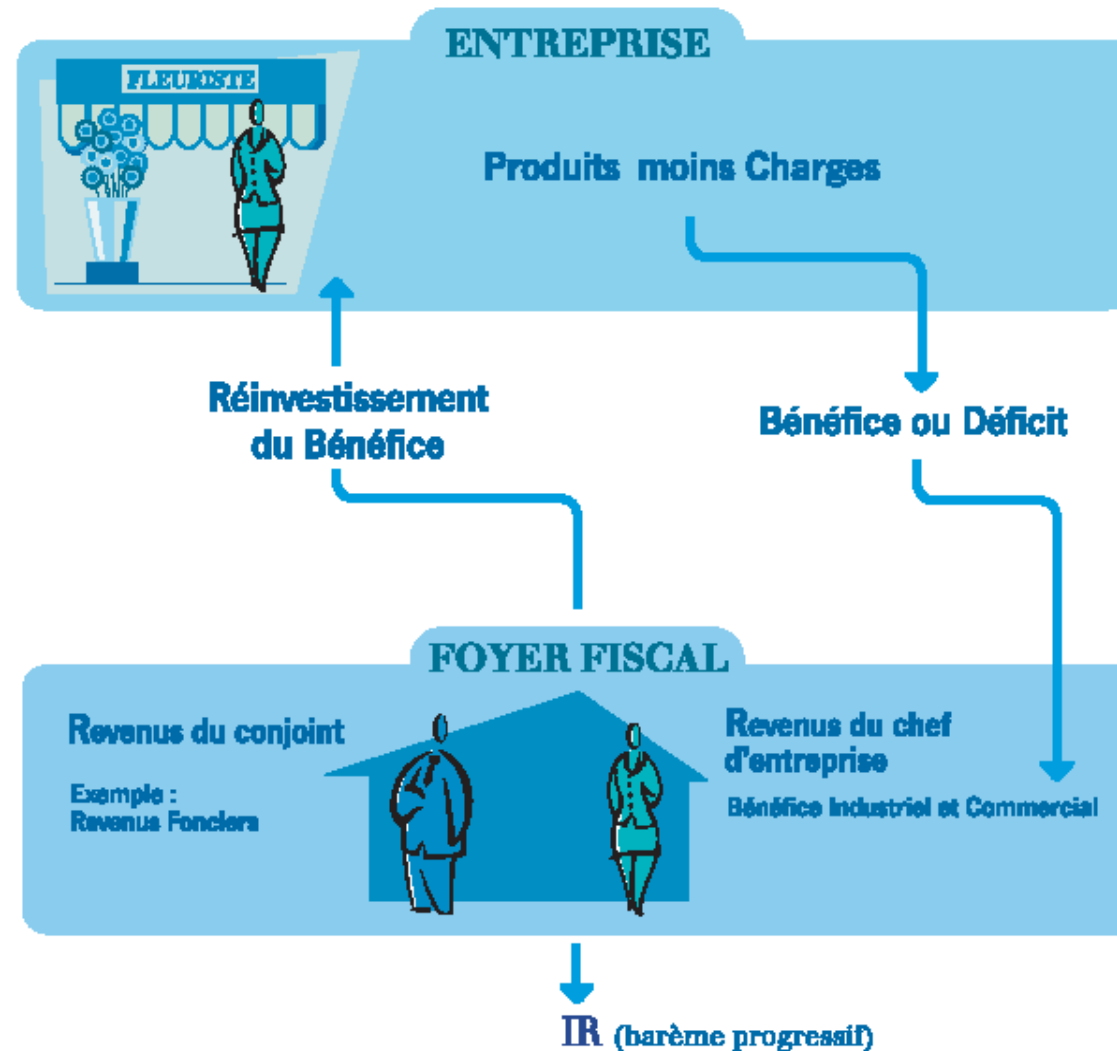 ENTREPRISE
FLEURISTE
Produits moins Charges
Réinvestissement
du Bénéfice
Bénéfice ou Déficit
FOYER FISCAL
Revenus du conjoint
Exemple :
Revenus Fonciers
Revenus du chef
d'entreprise
Bénéfice Industriel et Commercial
IR (barème progressif)